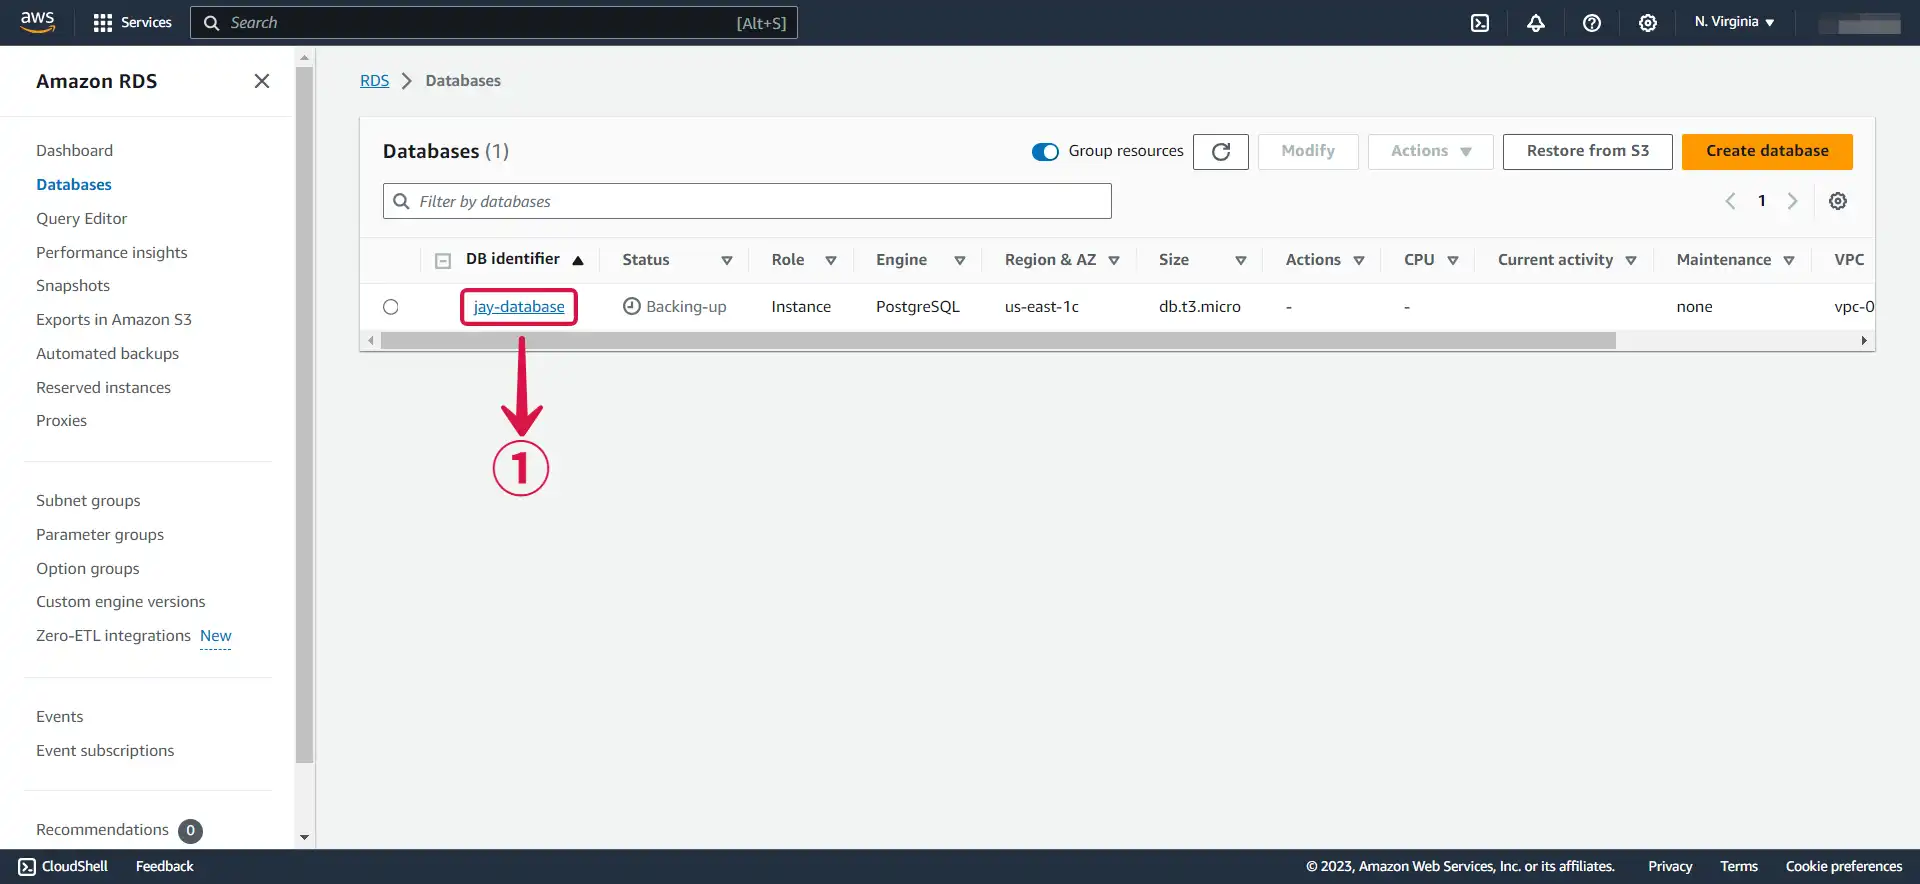 aws
Services
Search
[Alt+S]
N. Virginia
Amazon RDS
Dashboard
Databases
Query Editor
Performance insights
Snapshots
Exports in Amazon S3
Automated backups
Reserved instances
Proxies
Subnet groups
Parameter groups
Option groups
Custom engine versions
Zero-ETL integrations New
Events
Event subscriptions
Recommendations 0
RDS > Databases
Databases (1)
Group resources
Modify
Actions
Restore from S3
Create database
Filter by databases
1
DB identifier Status Role Engine Region & AZ Size Actions CPU Current activity Maintenance VPC
jay-database Backing-up Instance PostgreSQL us-east-1c db.t3.micro - - none vpc-0
1
CloudShell Feedback © 2023, Amazon Web Services, Inc. or its affiliates. Privacy Terms Cookie preferences